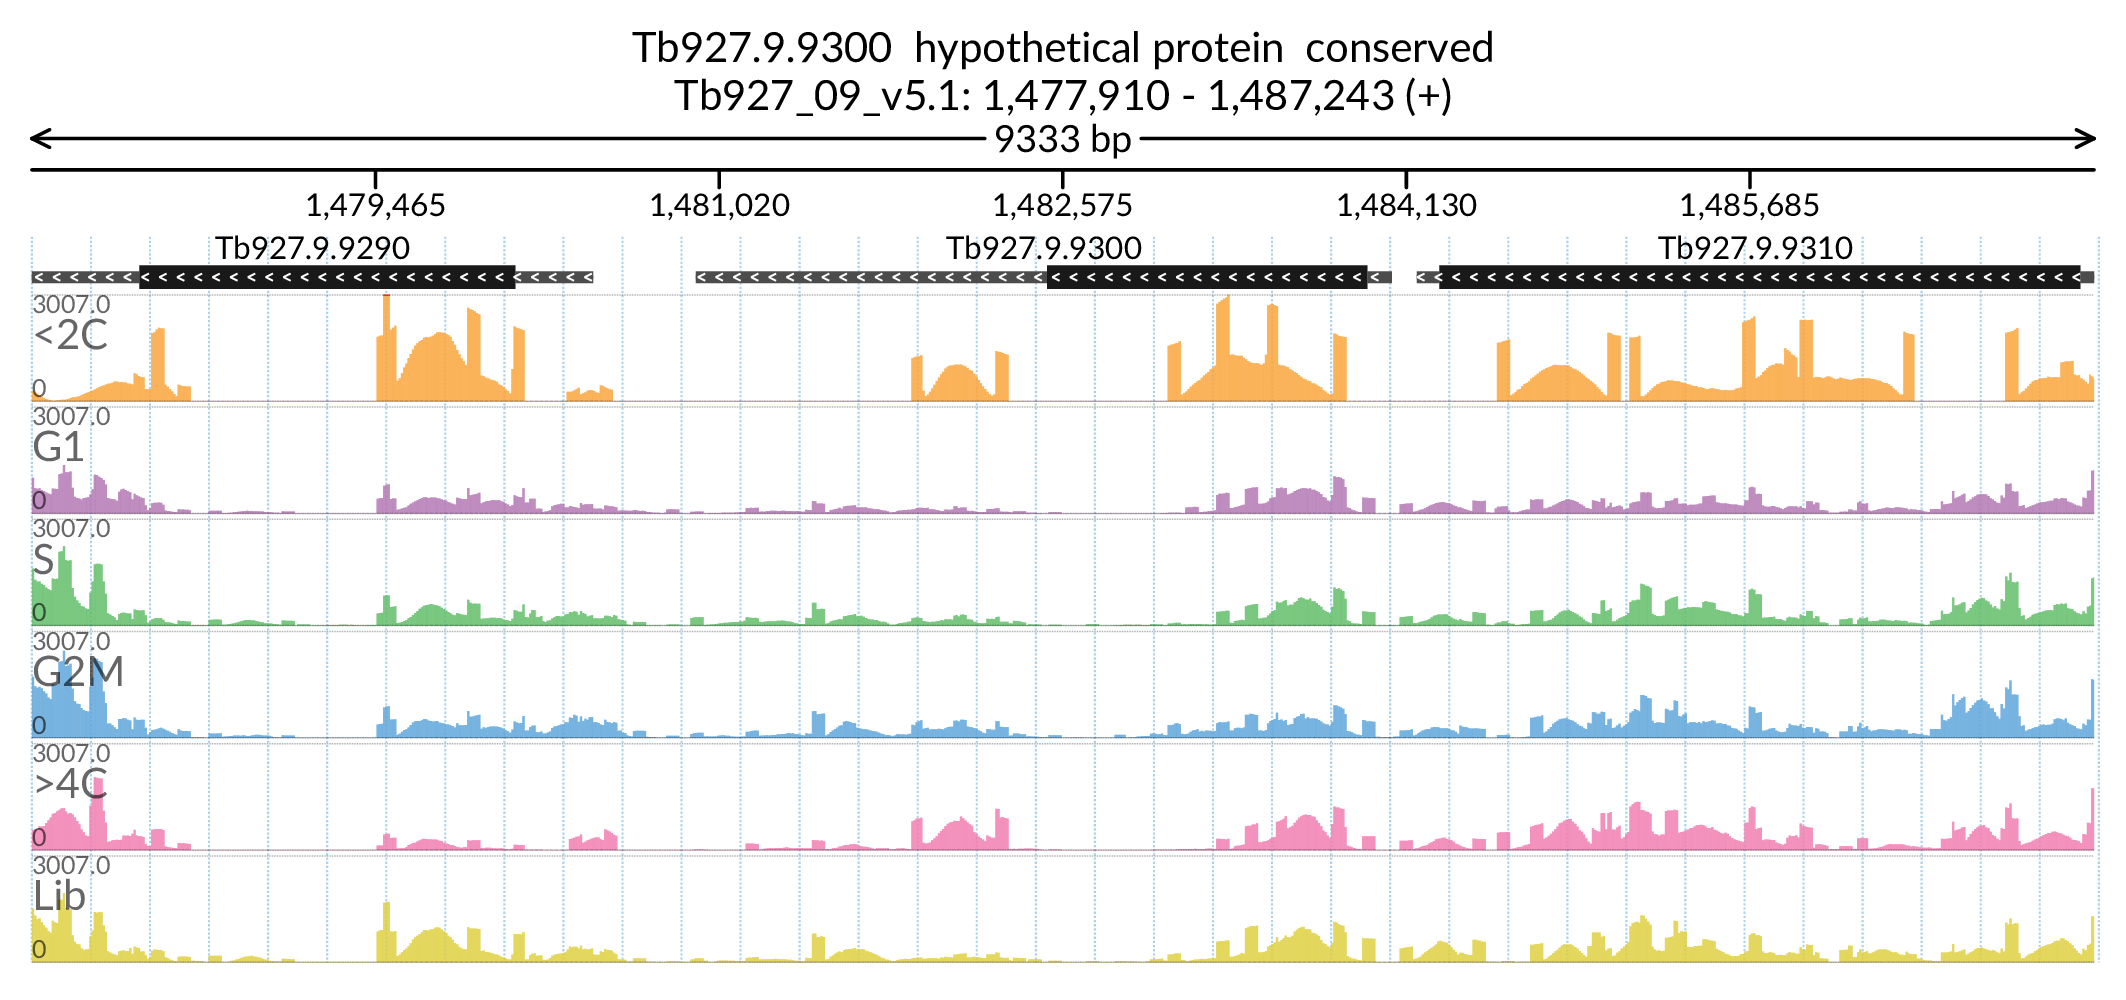 Tb927.9.9300  hypothetical protein  conserved
Tb927_09_v5.1: 1,477,910 - 1,487,243 (+)
9333 bp
1,479,465 1,481,020 1,482,575 1,484,130 1,485,685
Tb927.9.9290 Tb927.9.9300 Tb927.9.9310
3007.0
<2C
0
3007.0
G1
0
3007.0
S
0
3007.0
G2M
0
3007.0
>4C
0
3007.0
Lib
0